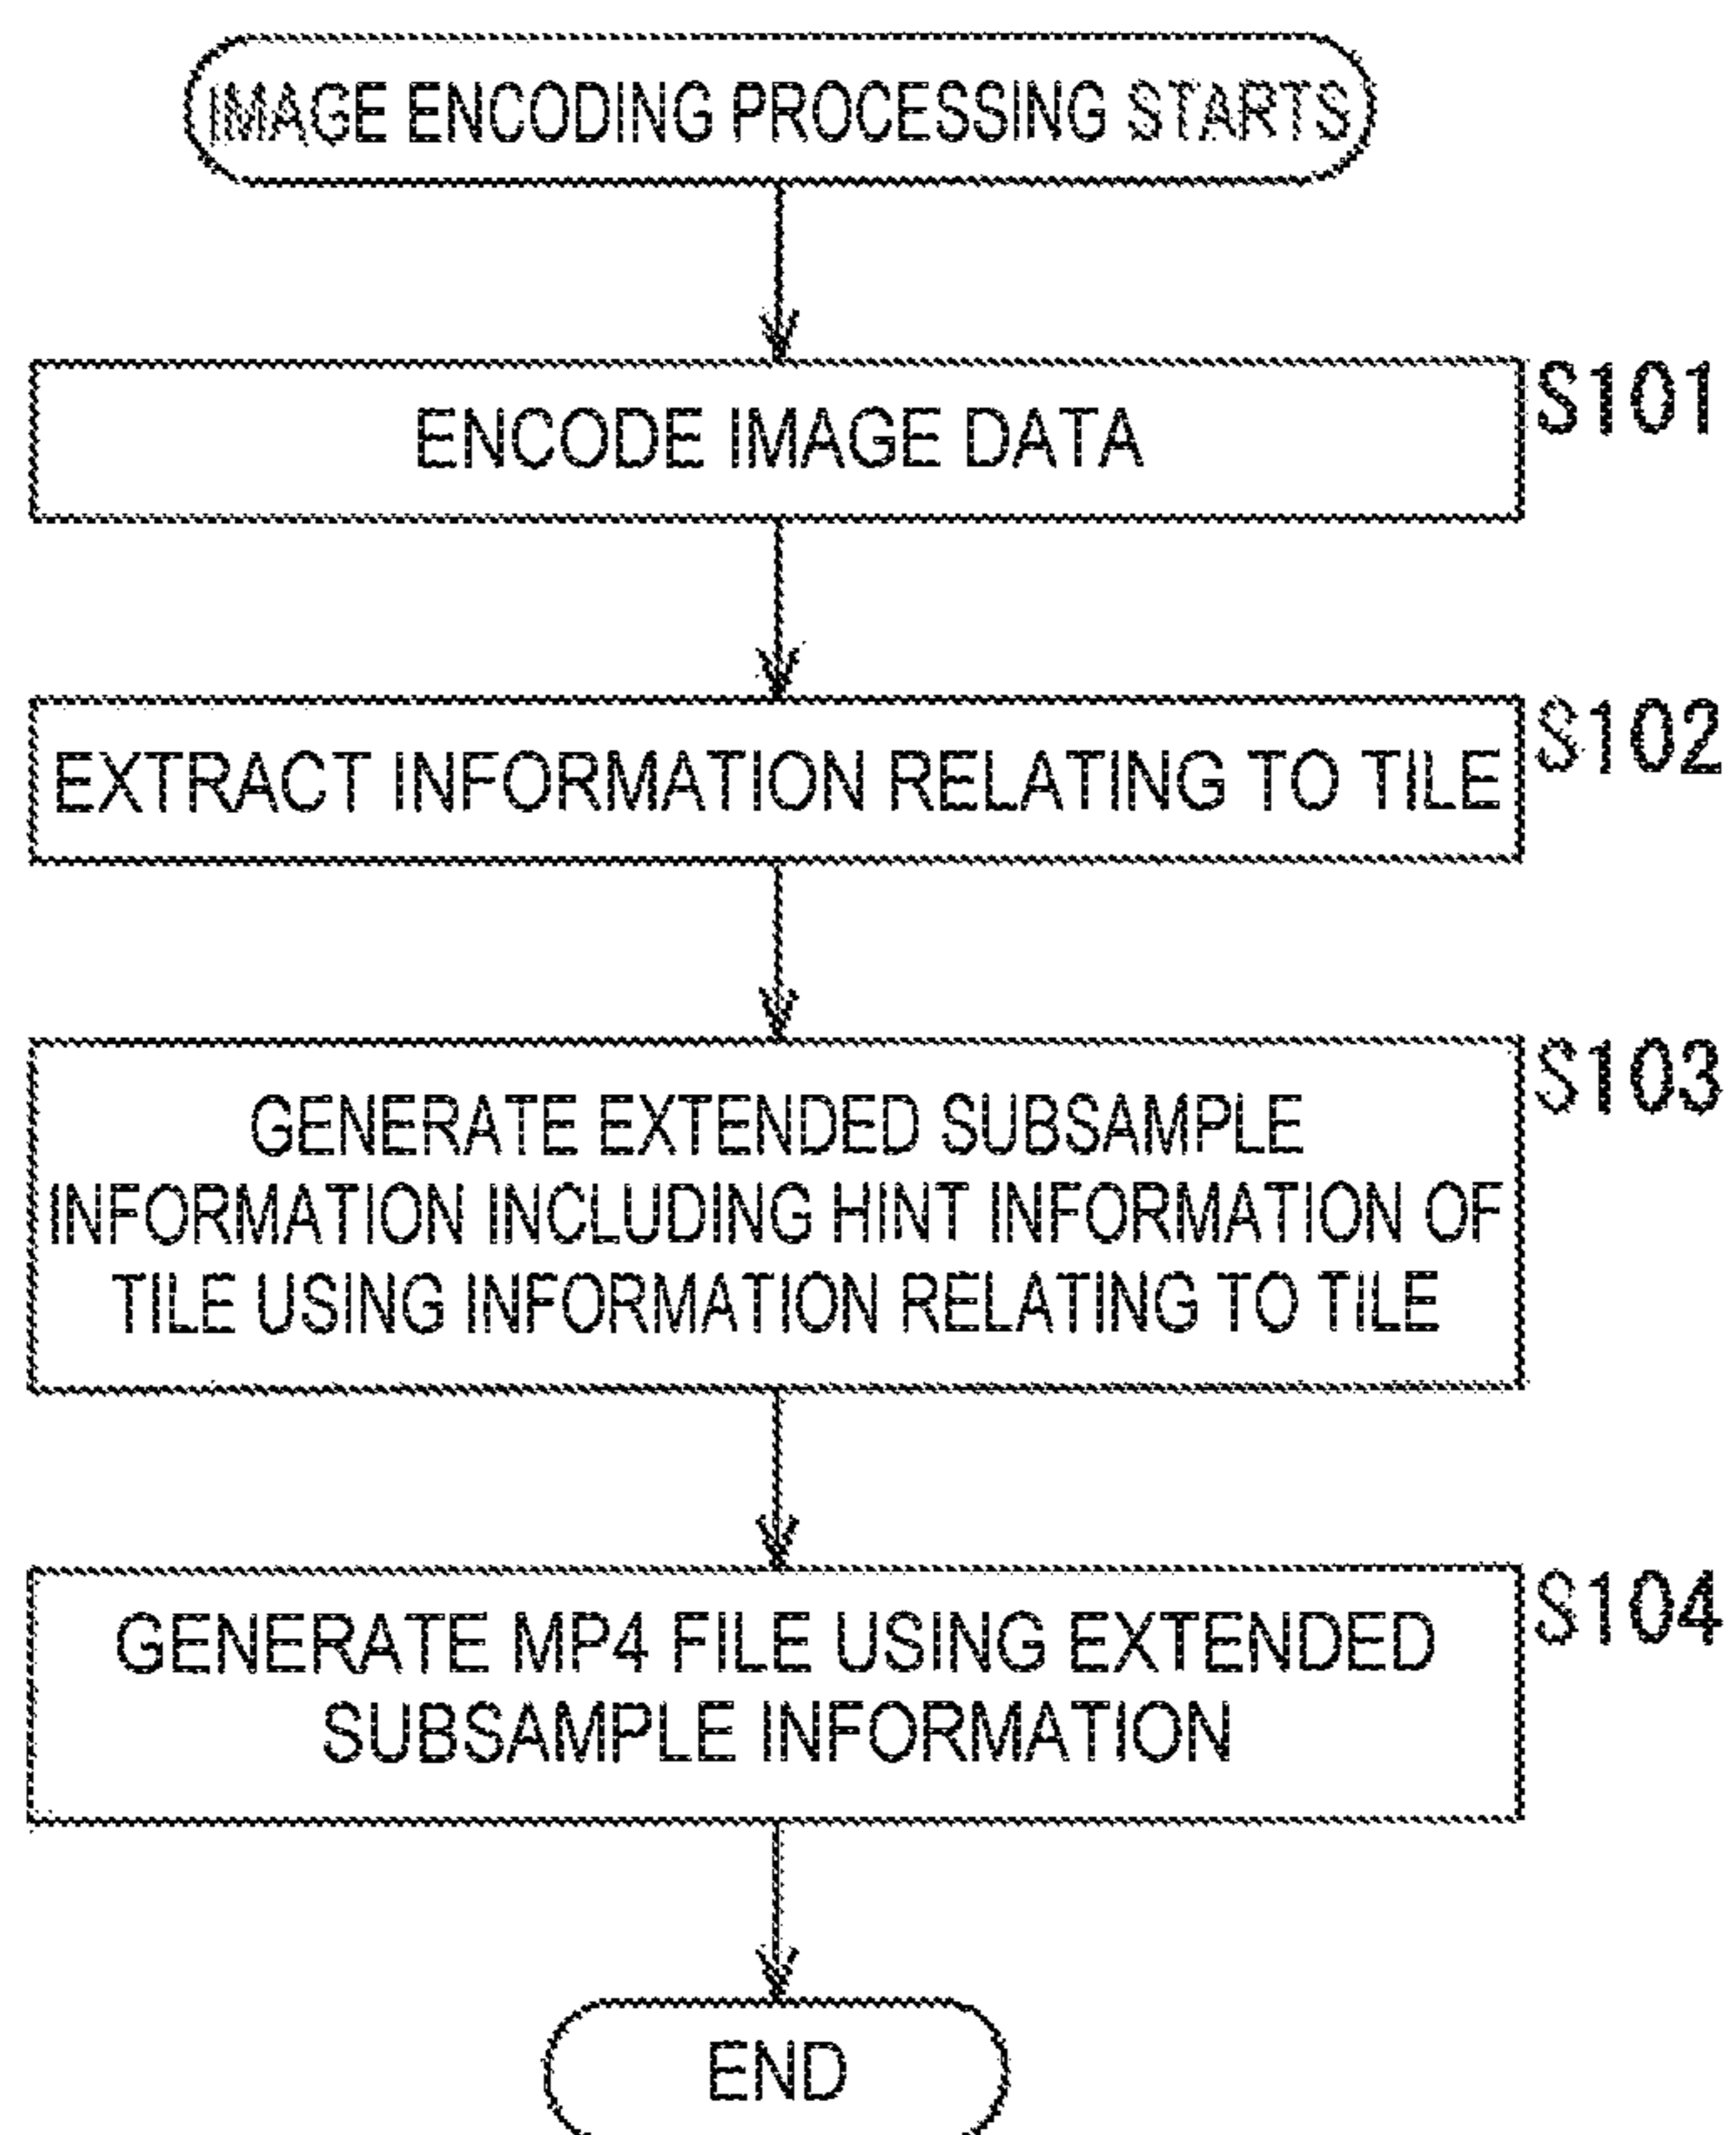 IMAGE ENCODING PROCESSING STARTS
ENCODE IMAGE DATA
S101
EXTRACT INFORMATION RELATING TO TILE
S102
GENERATE EXTENDED SUBSAMPLE
INFORMATION INCLUDING HINT INFORMATION OF
TILE USING INFORMATION RELATING TO TILE
S103
GENERATE MP4 FILE USING EXTENDED
SUBSAMPLE INFORMATION
S104
END